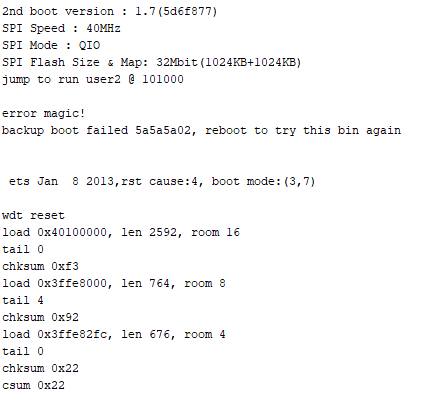 2nd boot version : 1.7(5d6f877)
SPI Speed : 40MHz
SPI Mode : QIO
SPI Flash Size & Map: 32Mbit(1024KB+1024KB)
jump to run user2 @ 101000
error magic!
backup boot failed 5a5a5a02, reboot to try this bin again
ets Jan  8 2013,rst cause:4, boot mode:(3,7)
wdt reset
load 0x40100000, len 2592, room 16
tail 0
chksum 0xf3
load 0x3ffe8000, len 764, room 8
tail 4
chksum 0x92
load 0x3ffe82fc, len 676, room 4
tail 0
chksum 0x22
csum 0x22